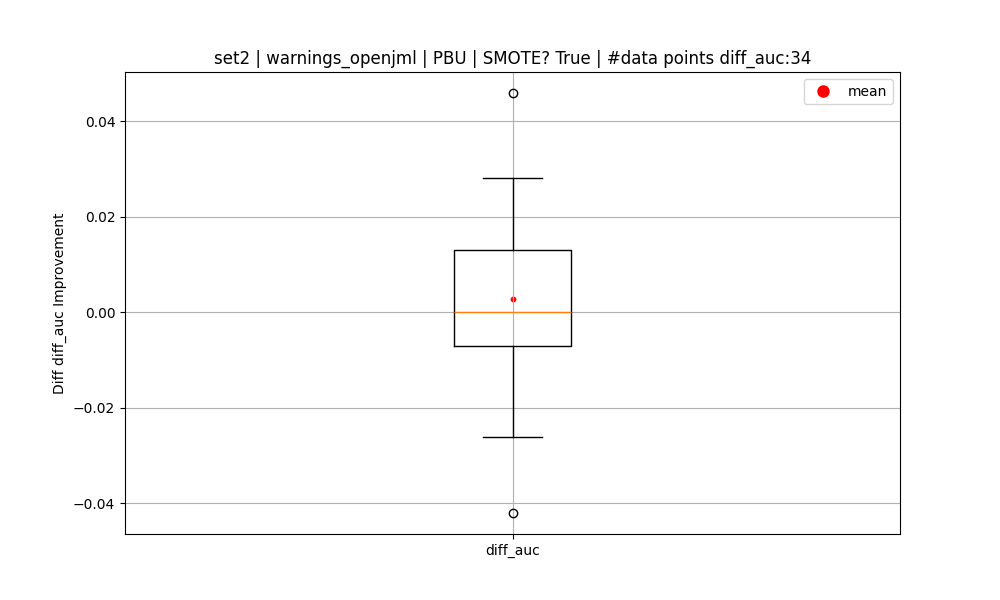 set2 | warnings_openjml | PBU | SMOTE? True | #data points diff_auc:34
mean
0.04
0.02
0.00
−0.02
−0.04
Diff diff_auc Improvement
diff_auc